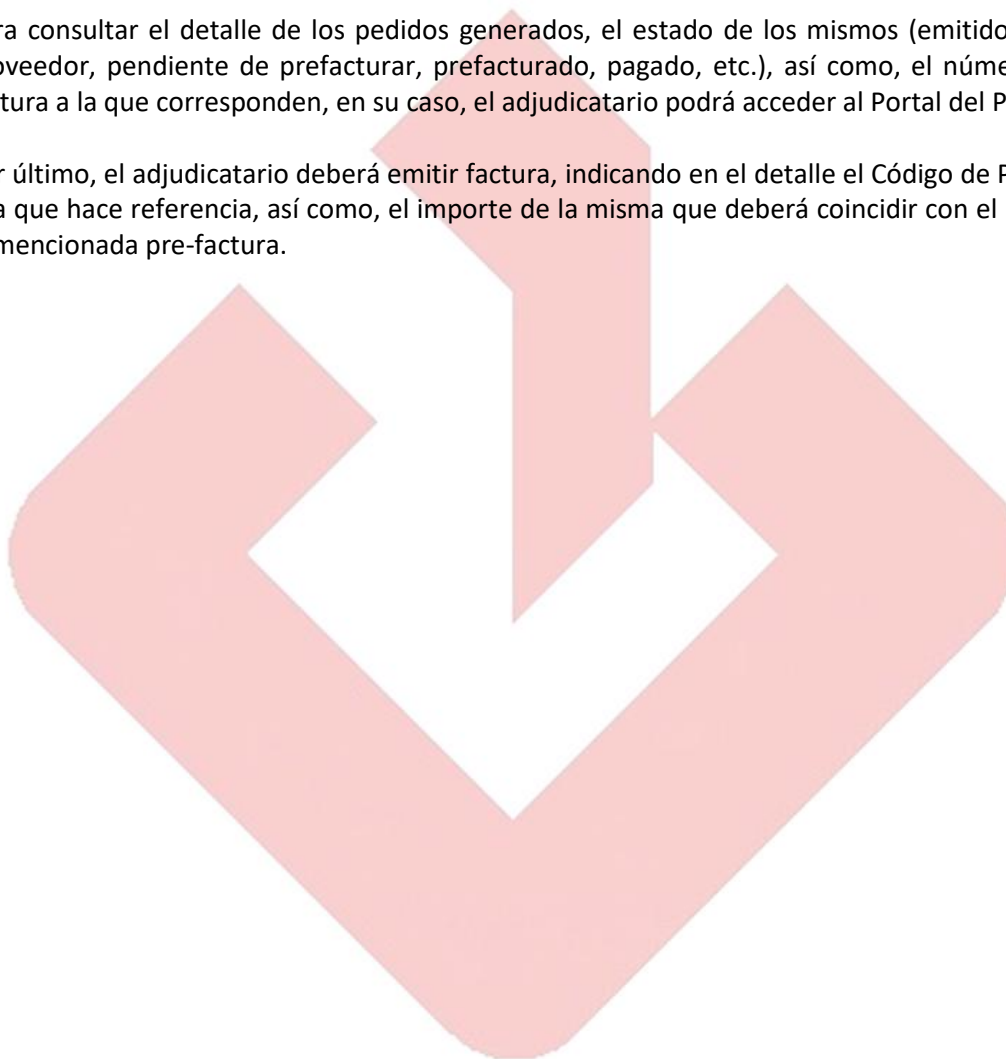 ra consultar el detalle de los pedidos generados, el estado de los mismos (emitido
oveedor, pendiente de prefacturar, prefacturado, pagado, etc.), así como, el núme
tura a la que corresponden, en su caso, el adjudicatario podrá acceder al Portal del P
r último, el adjudicatario deberá emitir factura, indicando en el detalle el Código de P
a que hace referencia, así como, el importe de la misma que deberá coincidir con el
mencionada pre-factura.